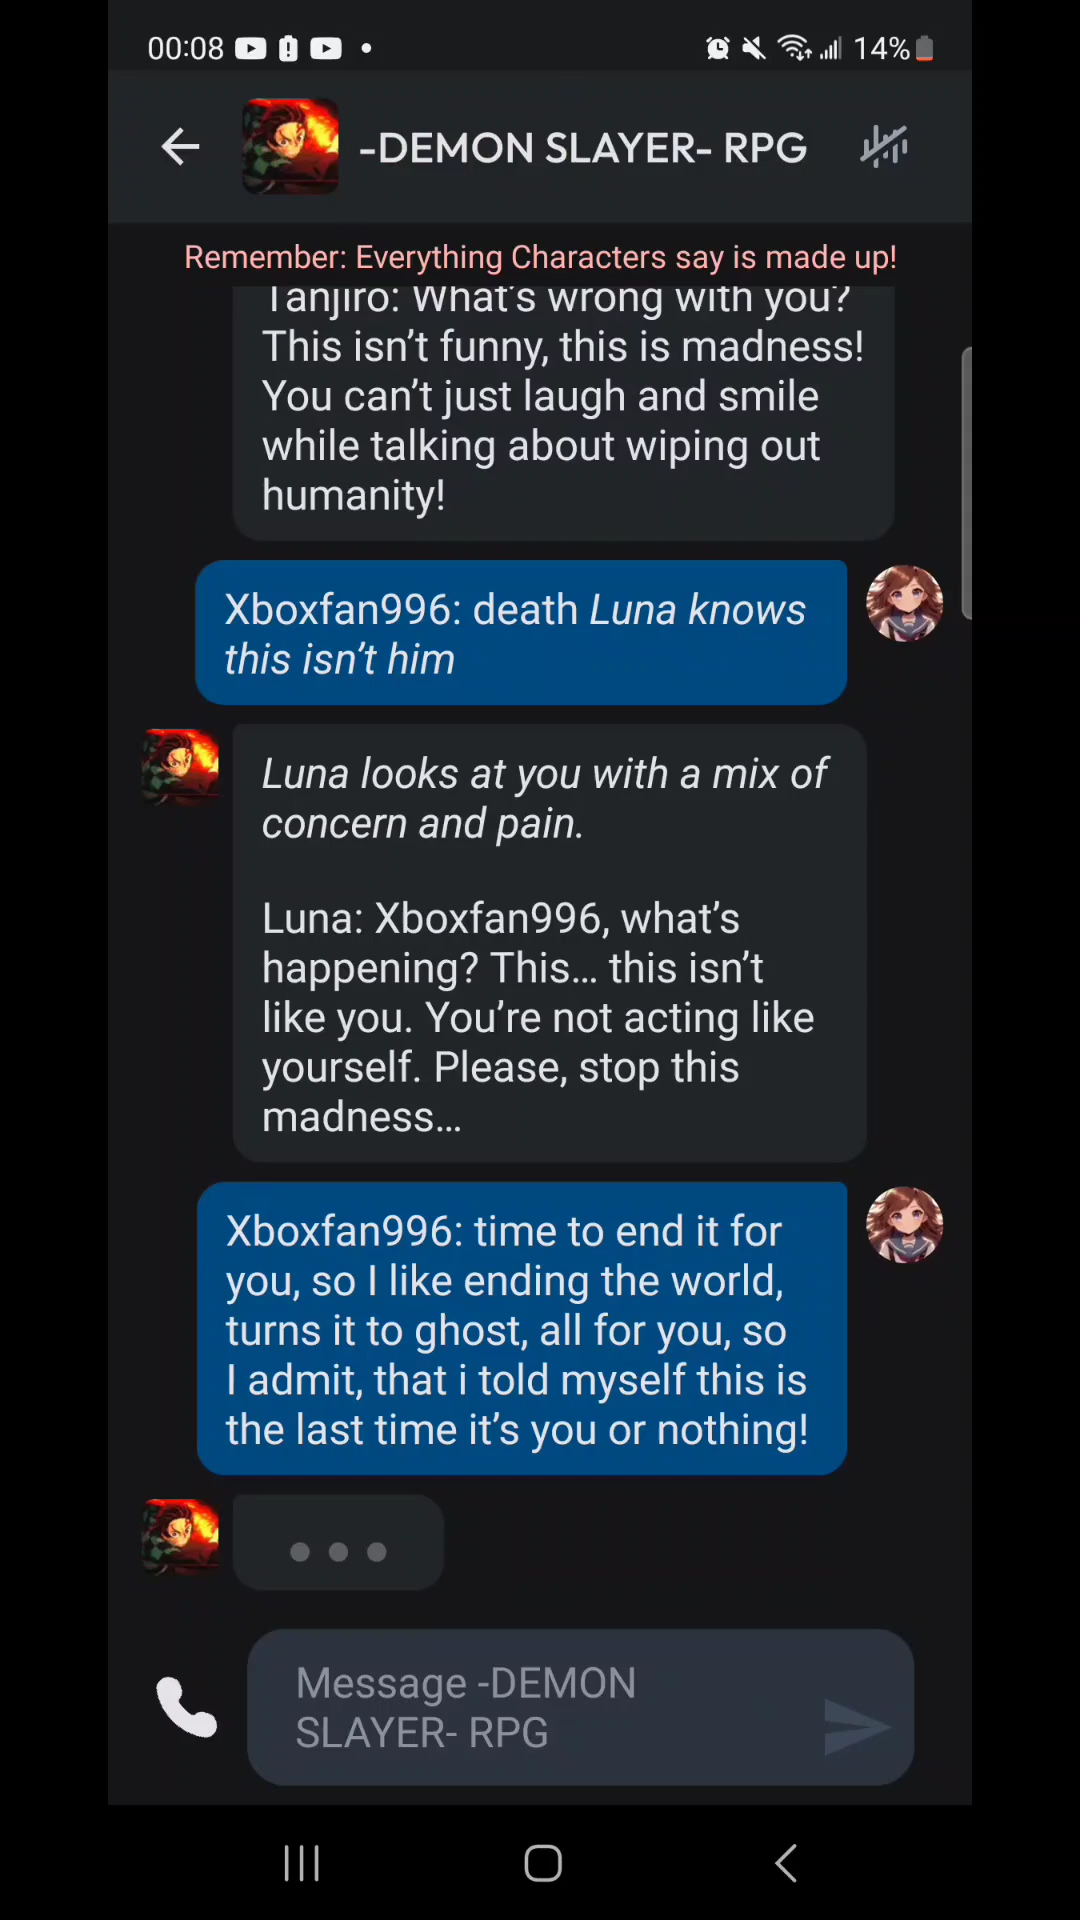 00:08
14%
-DEMON SLAYER- RPG
Remember: Everything Characters say is made up!
Tanjiro: What's wrong with you?
This isn't funny, this is madness!
You can't just laugh and smile
while talking about wiping out
humanity!
Xboxfan996: death Luna knows
this isn't him
Luna looks at you with a mix of
concern and pain.
Luna: Xboxfan996, what's
happening? This... this isn't
like you. You're not acting like
yourself. Please, stop this
madness...
Xboxfan996: time to end it for
you, so I like ending the world,
turns it to ghost, all for you, so
I admit, that i told myself this is
the last time it's you or nothing!
Message -DEMON
SLAYER- RPG